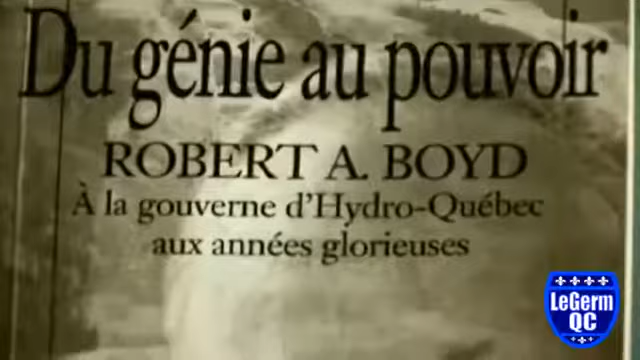 Du génie au pouvoir
ROBERT A. BOYD
À la gouverne d'Hydro-Québec
aux années glorieuses
LeGerm
QC